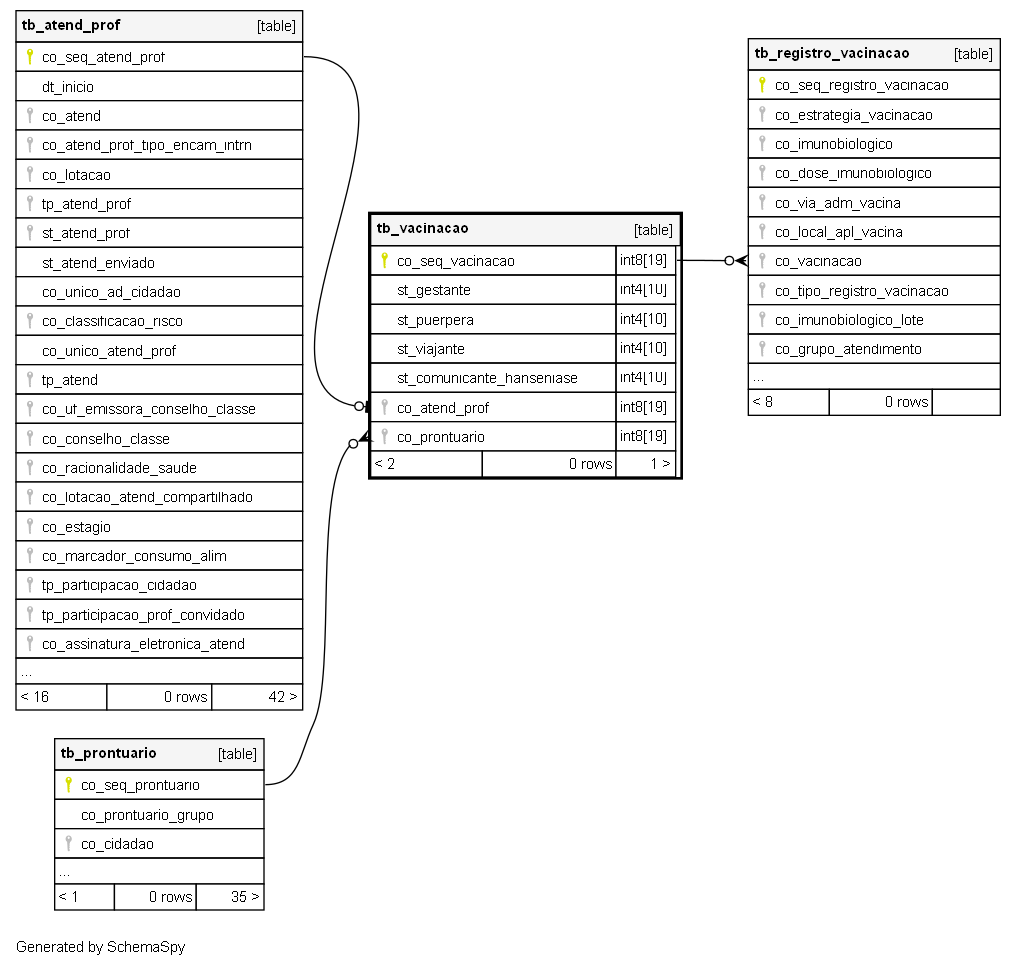 tb_atend_prof [table]
co_seq_atend_prof
dt_inicio
co_atend
co_atend_prof_tipo_encam_intrn
co_lotacao
tp_atend_prof
st_atend_prof
st_atend_enviado
co_unico_ad_cidadao
co_classificacao_risco
co_unico_atend_prof
tp_atend
co_uf_emissora_conselho_classe
co_conselho_classe
co_racionalidade_saude
co_lotacao_atend_compartilhado
co_estagio
co_marcador_consumo_alim
tp_participacao_cidadao
tp_participacao_prof_convidado
co_assinatura_eletronica_atend
...
< 16 0 rows 42 >
tb_prontuario [table]
co_seq_prontuario
co_prontuario_grupo
co_cidadao
...
< 1 0 rows 35 >
tb_vacinacao [table]
co_seq_vacinacao int8[19]
st_gestante int4[10]
st_puerpera int4[10]
st_viajante int4[10]
st_comunicante_hanseniase int4[10]
co_atend_prof int8[19]
co_prontuario int8[19]
< 2 0 rows 1 >
tb_registro_vacinacao [table]
co_seq_registro_vacinacao
co_estrategia_vacinacao
co_imunobiologico
co_dose_imunobiologico
co_via_adm_vacina
co_local_apl_vacina
co_vacinacao
co_tipo_registro_vacinacao
co_imunobiologico_lote
co_grupo_atendimento
...
< 8 0 rows
Generated by SchemaSpy